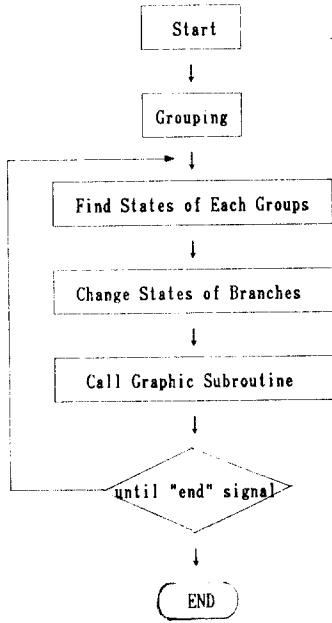 Start
Grouping
Find States of Each Groups
Change States of Branches
Call Graphic Subroutine
until "end" signal
END